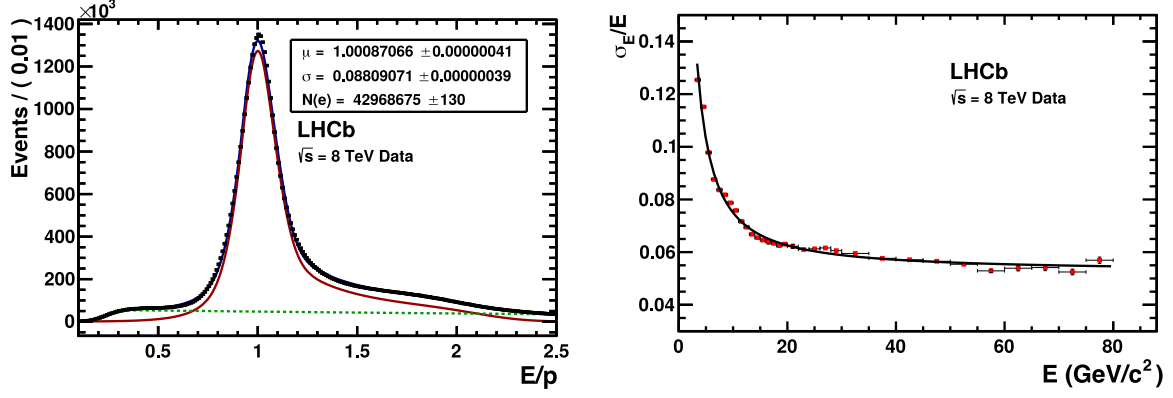 ×10³
1400
1200
1000
800
600
400
200
0
Events / ( 0.01 )
μ = 1.00087066 ±0.00000041
σ = 0.08809071 ±0.00000039
N(e) = 42968675 ±130
LHCb
√s = 8 TeV Data
0.5 1 1.5 2 2.5
E/p
σE/E
0.14
0.12
0.1
0.08
0.06
0.04
LHCb
√s = 8 TeV Data
0 20 40 60 80
E (GeV/c²)